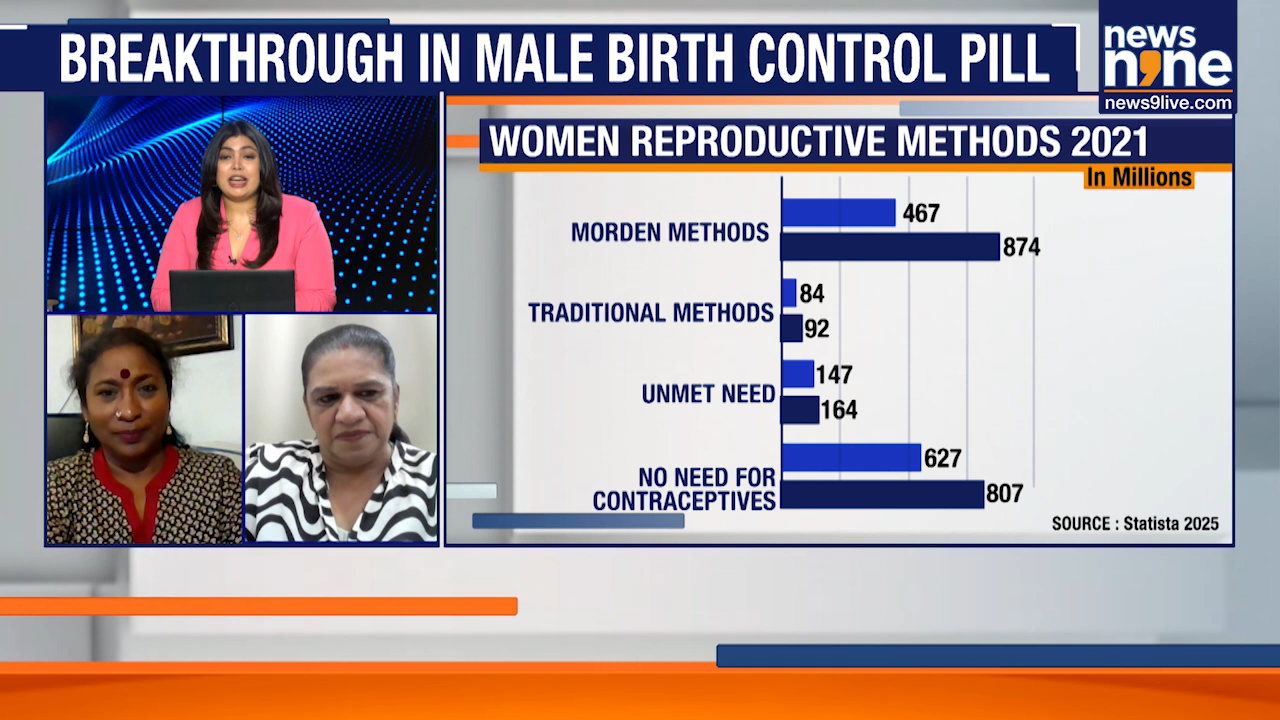 BREAKTHROUGH IN MALE BIRTH CONTROL PILL
news
n9ne
news9live.com
WOMEN REPRODUCTIVE METHODS 2021
In Millions
MORDEN METHODS
467
874
TRADITIONAL METHODS
84
92
UNMET NEED
147
164
NO NEED FOR
CONTRACEPTIVES
627
807
SOURCE : Statista 2025